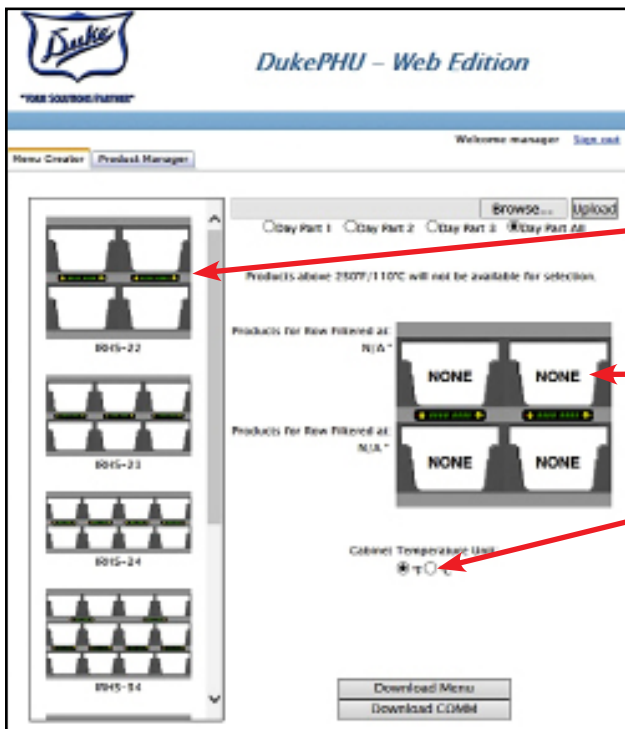 Duke
"YOUR SOLUTIONS PARTNER"
DukePHU – Web Edition
Welcome manager Sign out
Menu Creator Product Manager
Browse... Upload
Day Part 1 Day Part 2 Day Part 3 Day Part All
Products above 230°F/110°C will not be available for selection.
IRHS-22
Products for Row Filtered at:
N/A °
NONE NONE
Products for Row Filtered at:
N/A °
NONE NONE
IRHS-23
IRHS-24
Cabinet Temperature Unit
°F
IRHS-34
Download Menu
Download COMM